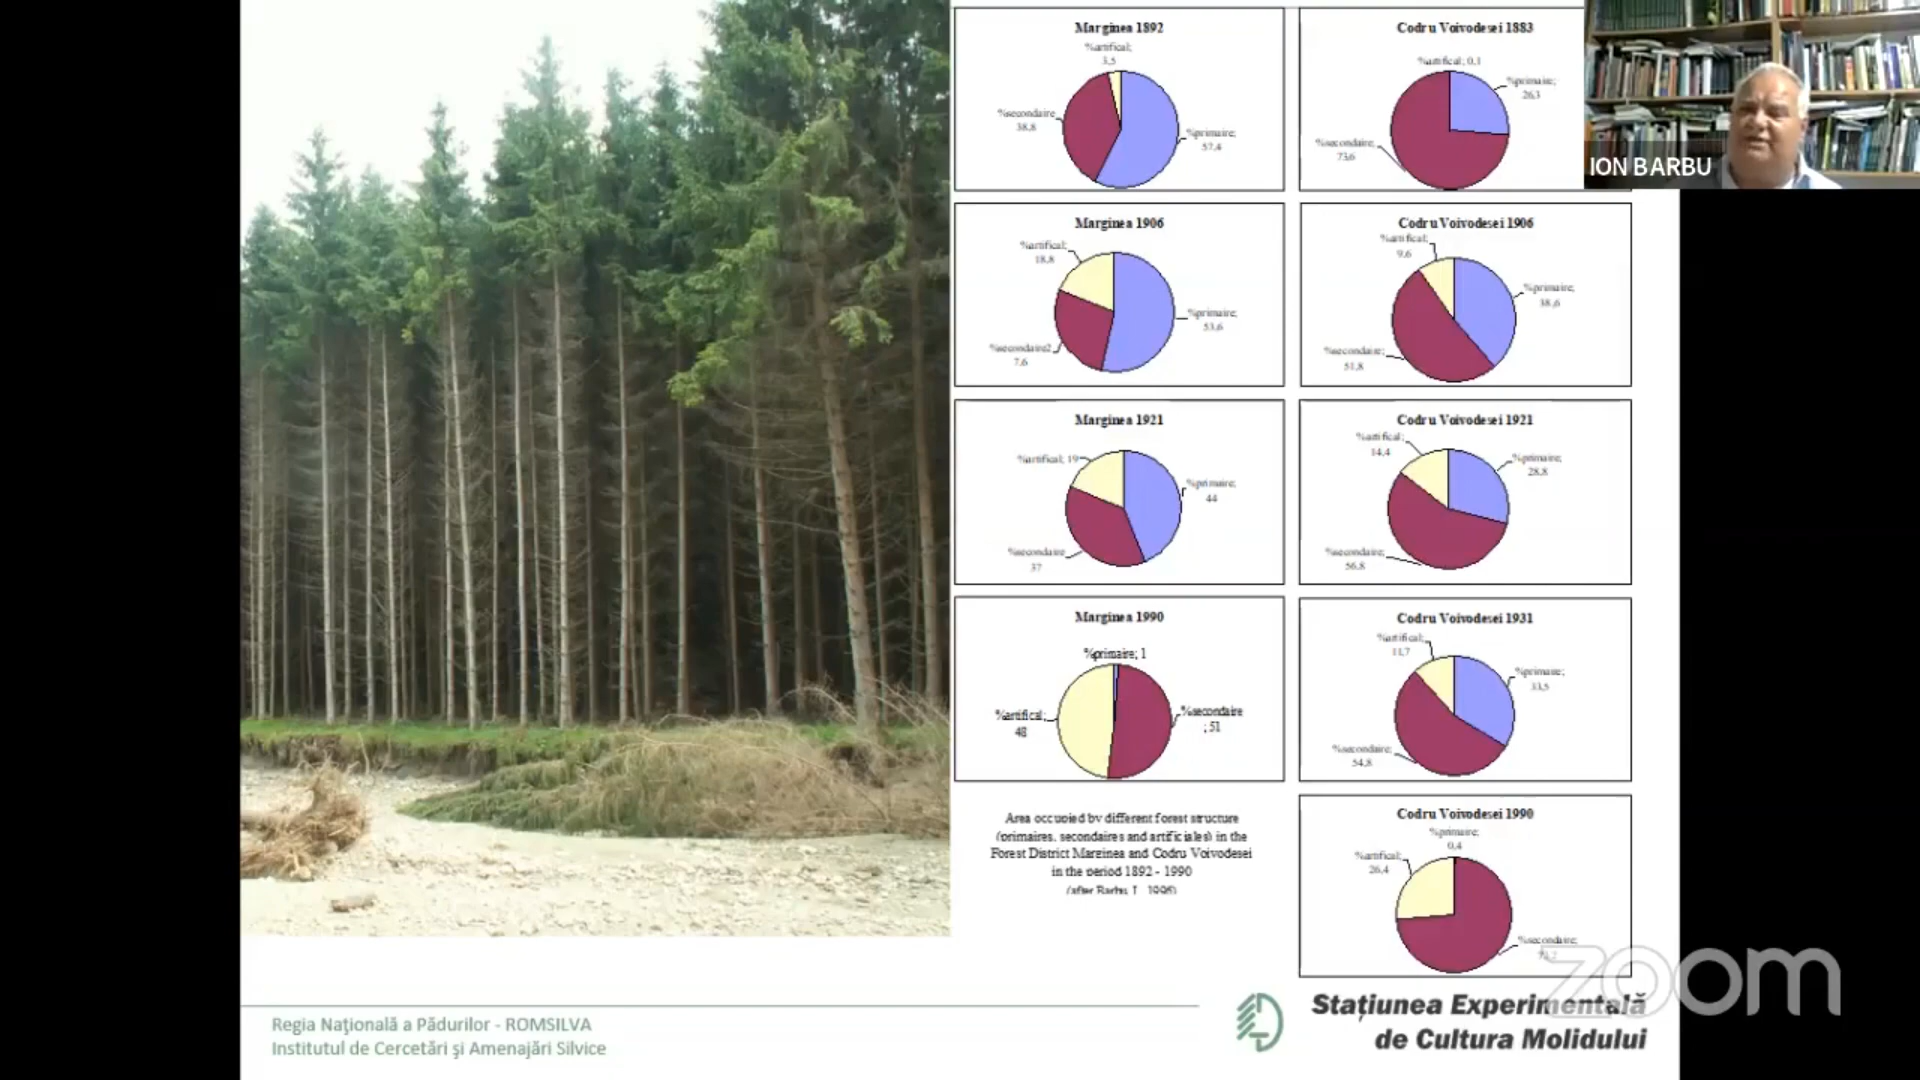 Marginea 1892
%artifical;
3,5
%secondaire
38,8
%primaire;
57,4
Codru Voivodesei 1883
%artifical; 0,1
%primaire;
26,3
%secondaire;
73,6
ION BARBU
Marginea 1906
%artifical;
18,8
%primaire;
53,6
%secondaire2
7,6
Codru Voivodesei 1906
%artifical;
9,6
%primaire;
38,6
%secondaire;
51,8
Marginea 1921
%artifical; 19
%primaire;
44
%secondaire
37
Codru Voivodesei 1921
%artifical;
14,4
%primaire;
28,8
%secondaire;
56,8
Marginea 1990
%primaire; 1
%artifical;
48
%secondaire
; 51
Codru Voivodesei 1931
%artifical;
11,7
%primaire;
33,5
%secondaire;
54,8
Area occupied by different forest structure
(primaires, secondaires and artificiales) in the
Forest District Marginea and Codru Voivodesei
in the period 1892 - 1990
(after Barbu I., 1996)
Codru Voivodesei 1990
%primaire;
0,4
%artifical;
26,4
%secondaire;
zoom
Regia Naţională a Pădurilor - ROMSILVA
Institutul de Cercetări şi Amenajări Silvice
Staţiunea Experimentală
de Cultura Molidului